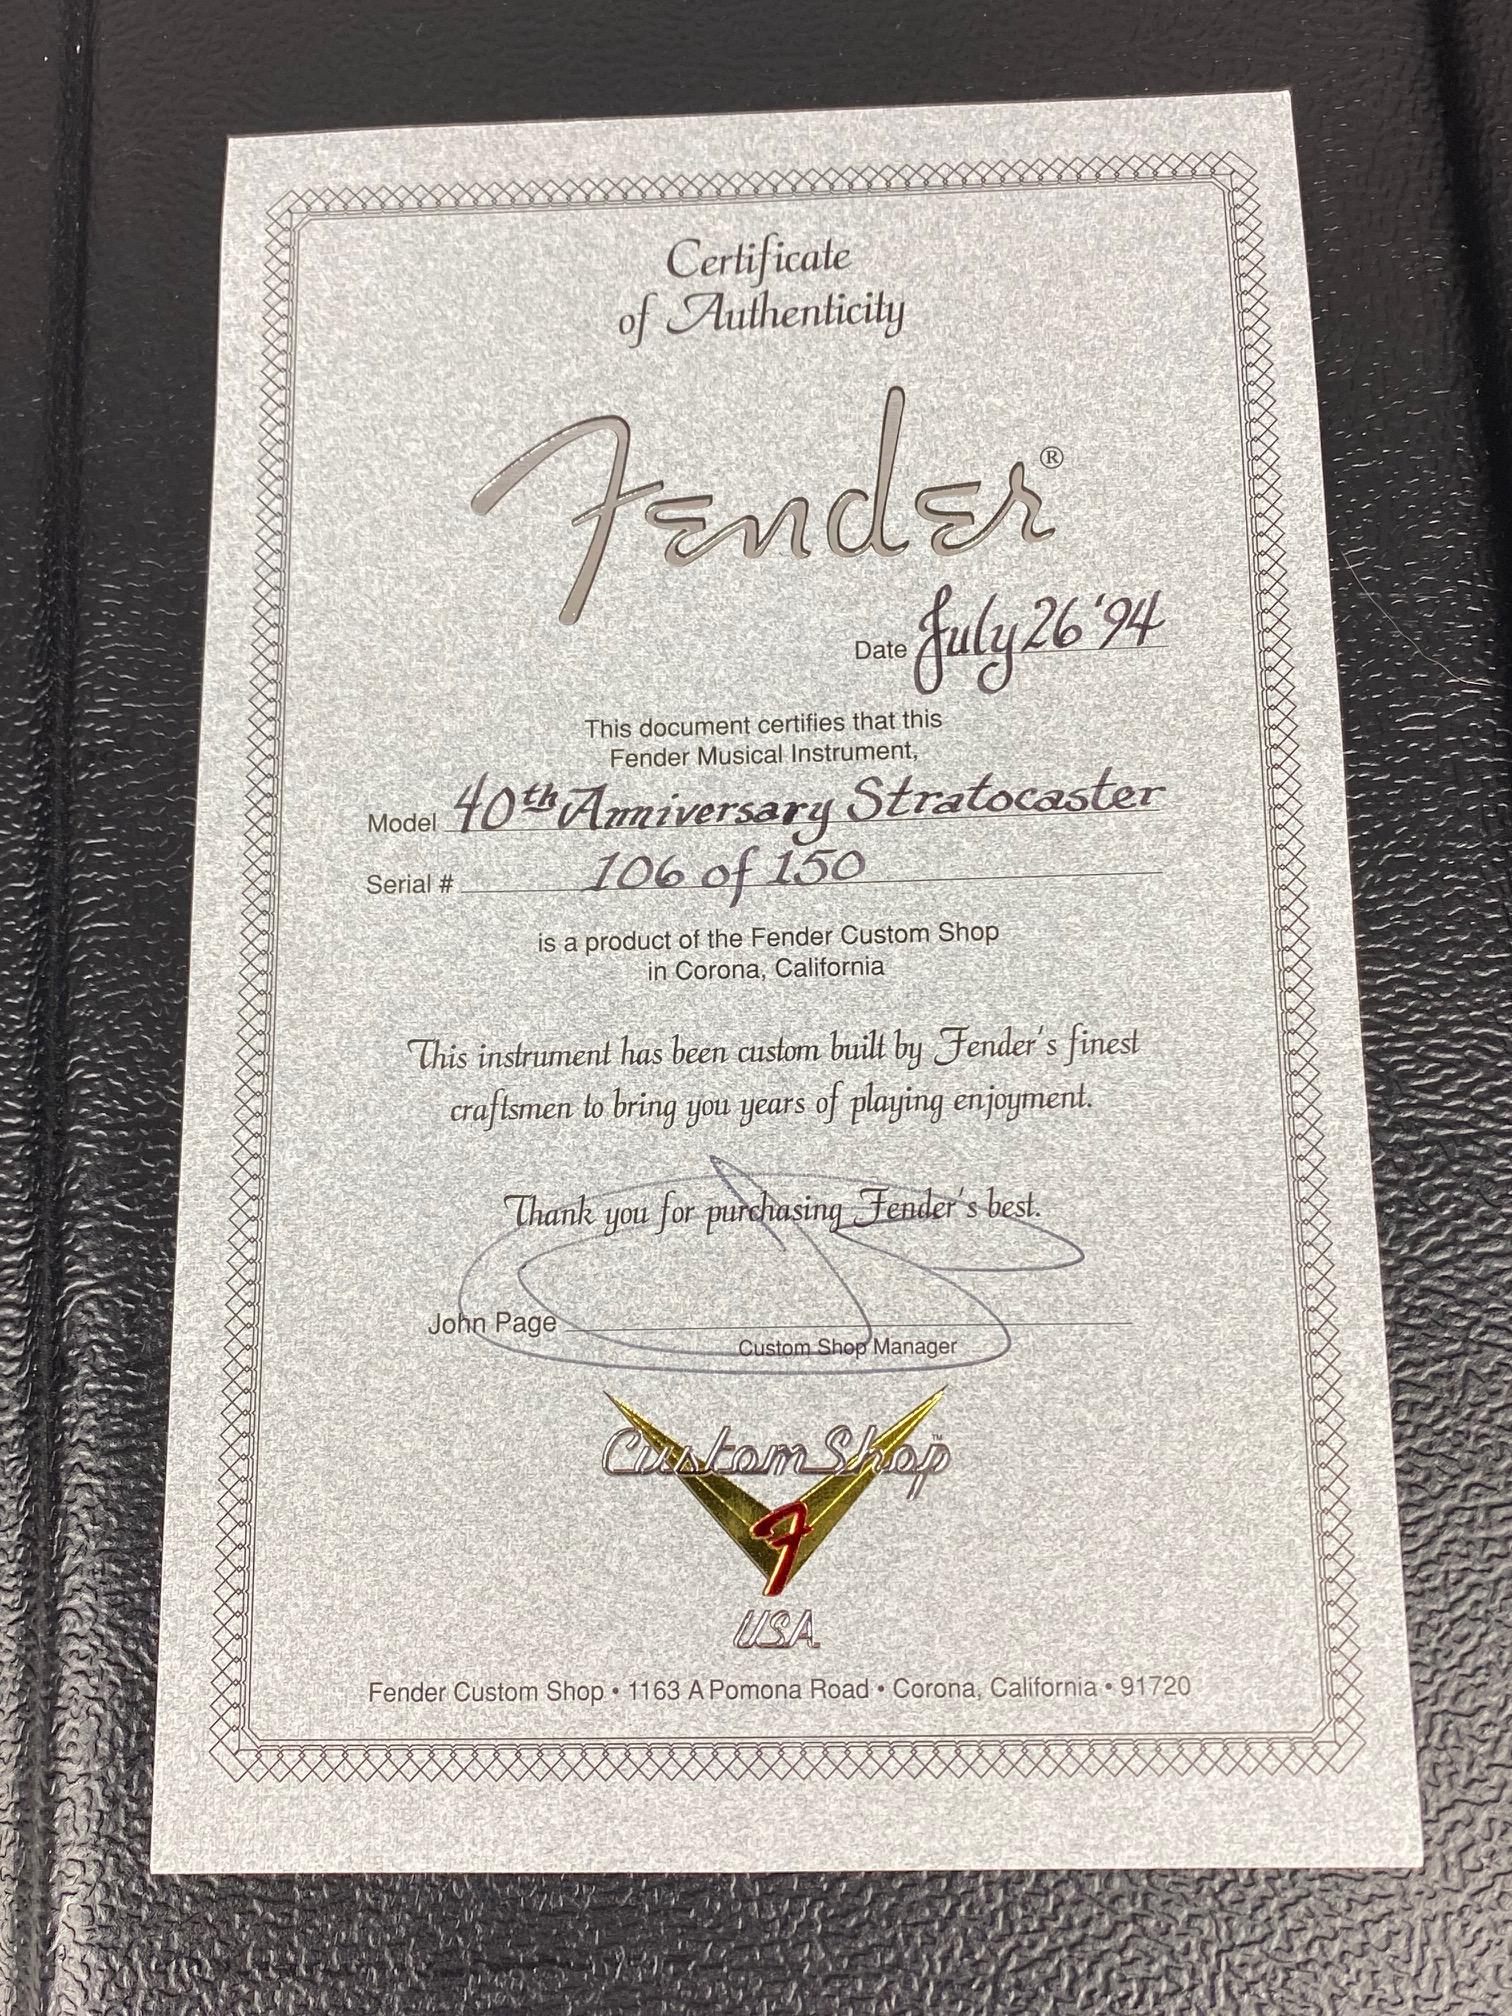 Certificate
of Authenticity
Fender®
Date July 26 '94
This document certifies that this
Fender Musical Instrument,
Model 40th Anniversary Stratocaster
Serial # 106 of 150
is a product of the Fender Custom Shop
in Corona, California
This instrument has been custom built by Fender's finest
craftsmen to bring you years of playing enjoyment.
Thank you for purchasing Fender's best.
John Page
Custom Shop Manager
Custom Shop™
F
USA
Fender Custom Shop • 1163 A Pomona Road • Corona, California • 91720